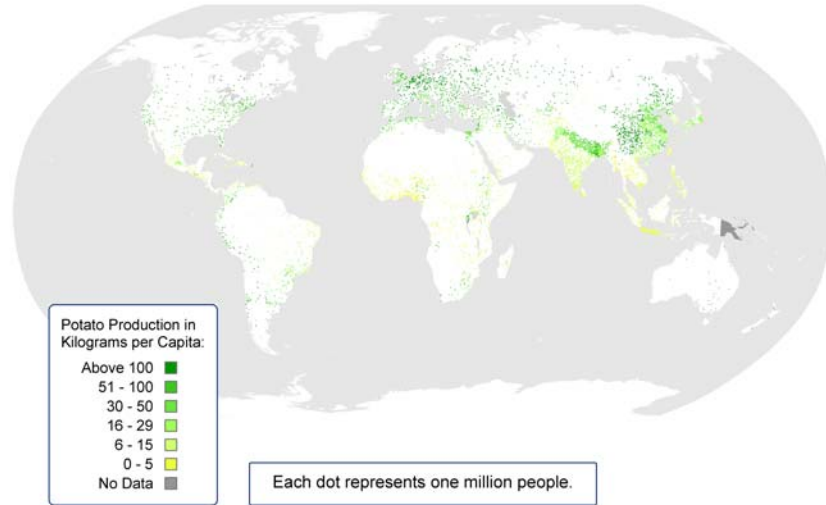 Potato Production in
Kilograms per Capita:
Above 100
51 - 100
30 - 50
16 - 29
6 - 15
0 - 5
No Data
Each dot represents one million people.